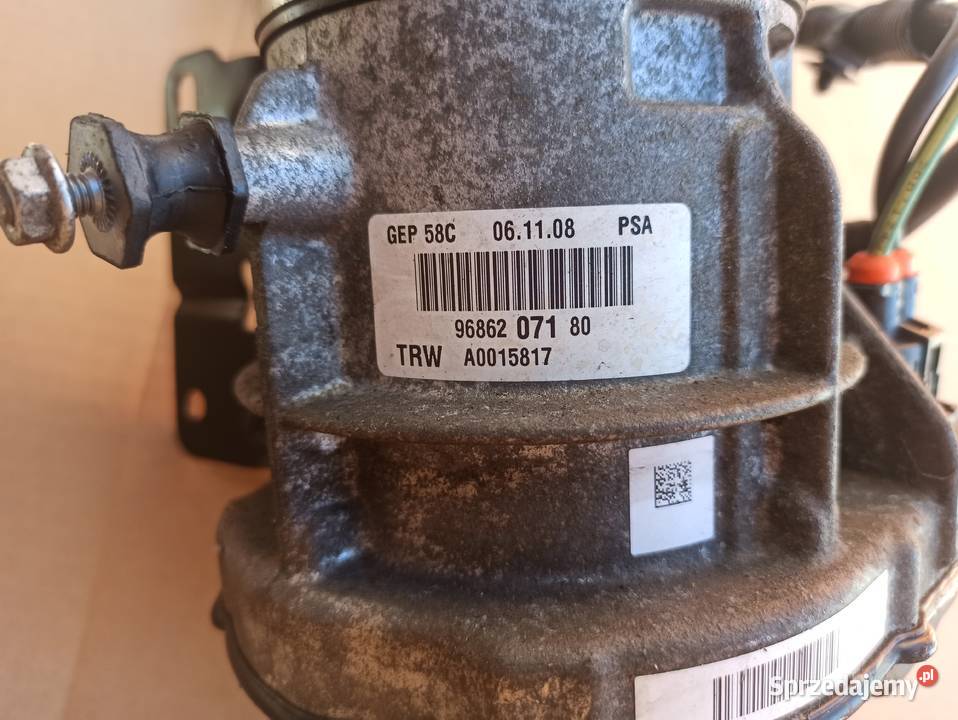 GEP 58C 06.11.08 PSA
96862 071 80
TRW A0015817
Sprzedajemy.pl